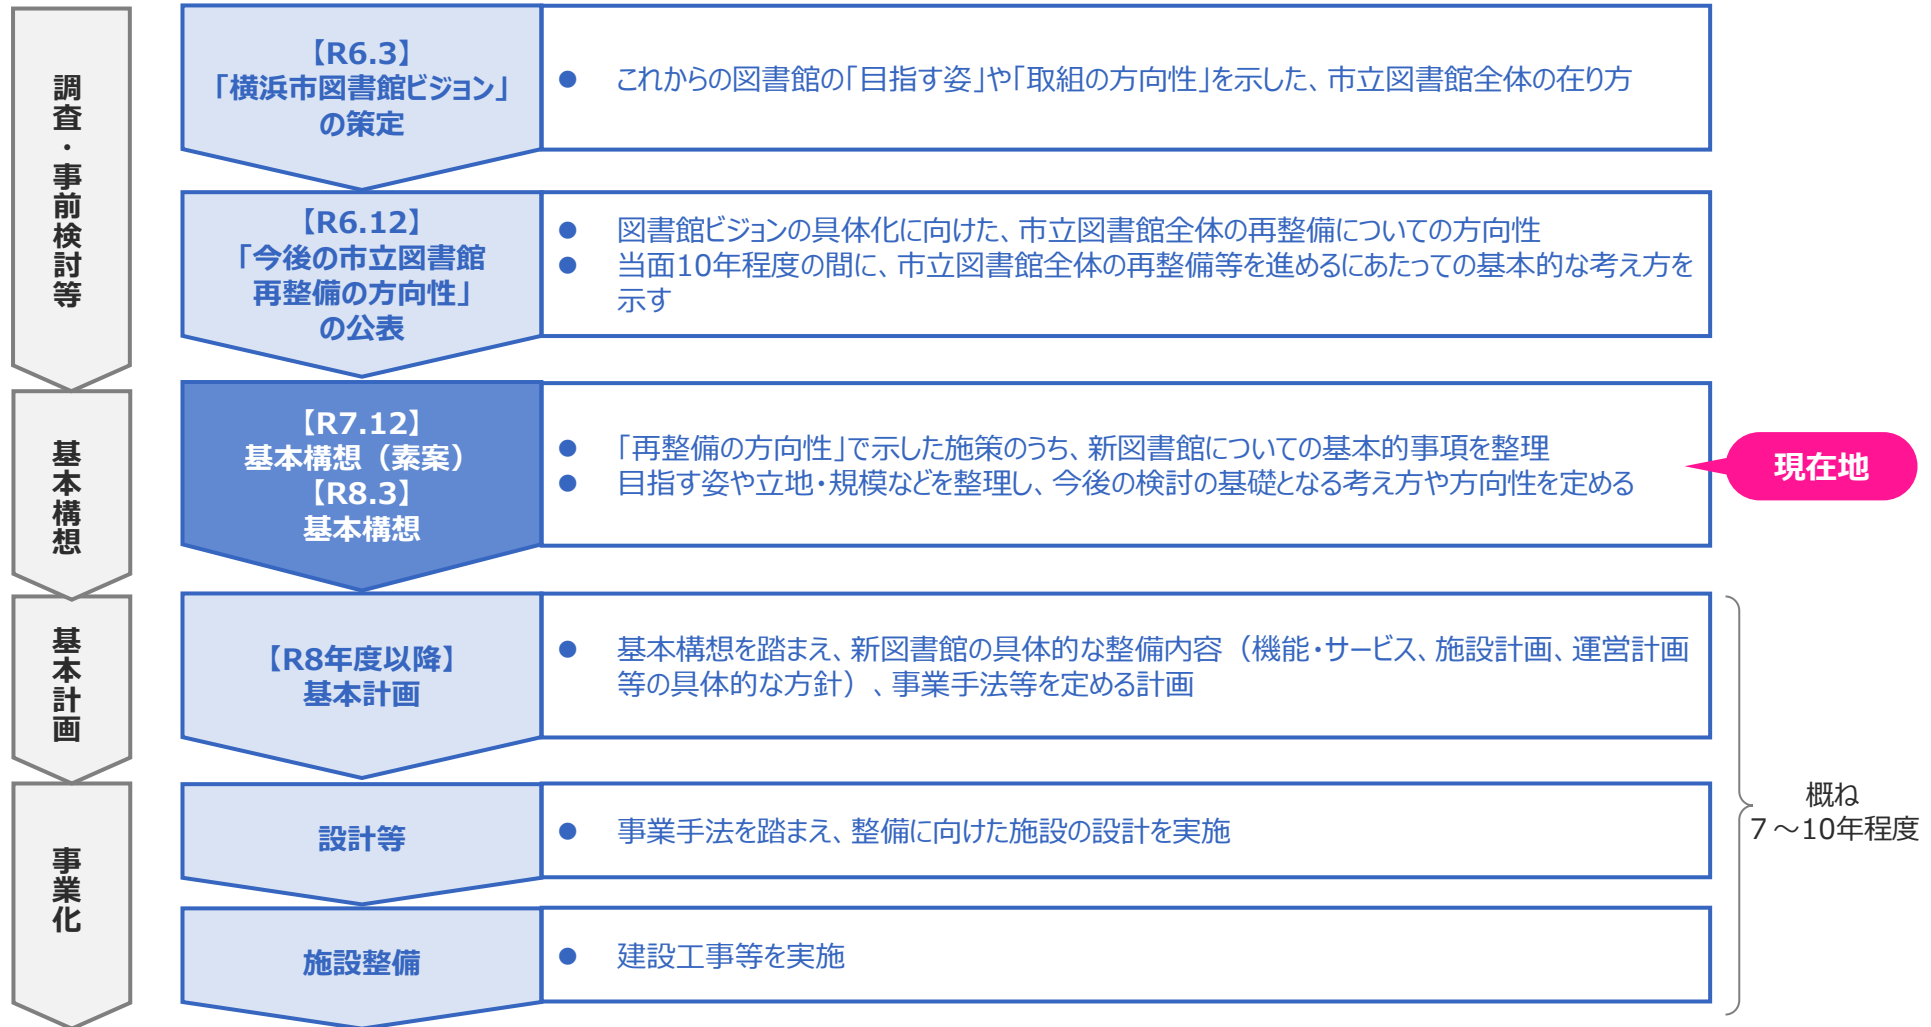 調査・事前検討等
【R6.3】
「横浜市図書館ビジョン」
の策定
● これからの図書館の「目指す姿」や「取組の方向性」を示した、市立図書館全体の在り方
【R6.12】
「今後の市立図書館
再整備の方向性」
の公表
● 図書館ビジョンの具体化に向けた、市立図書館全体の再整備についての方向性
● 当面10年程度の間に、市立図書館全体の再整備等を進めるにあたっての基本的な考え方を
示す
基本構想
【R7.12】
基本構想（素案）
【R8.3】
基本構想
● 「再整備の方向性」で示した施策のうち、新図書館についての基本的事項を整理
● 目指す姿や立地・規模などを整理し、今後の検討の基礎となる考え方や方向性を定める
現在地
基本計画
【R8年度以降】
基本計画
● 基本構想を踏まえ、新図書館の具体的な整備内容（機能・サービス、施設計画、運営計画
等の具体的な方針）、事業手法等を定める計画
事業化
設計等
● 事業手法を踏まえ、整備に向けた施設の設計を実施
施設整備
● 建設工事等を実施
概ね
７～10年程度